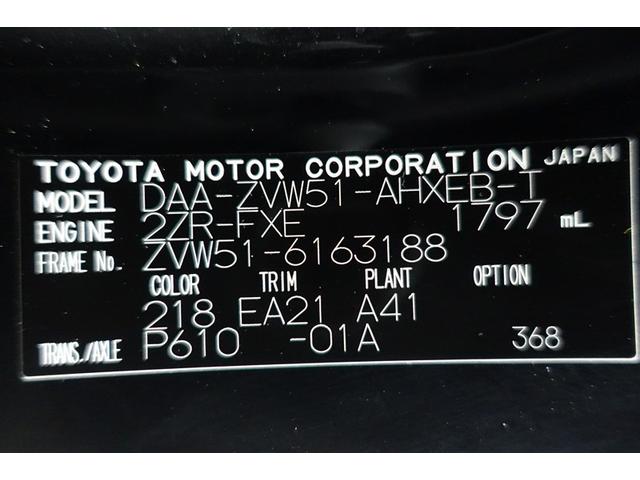 TOYOTA MOTOR CORPORATION JAPAN
MODEL DAA-ZVW51-AHXEB-T
ENGINE 2ZR-FXE 1797 mL
FRAME No. ZVW51-6163188
COLOR TRIM PLANT OPTION
218 EA21 A41
TRANS./AXLE P610 -01A 368